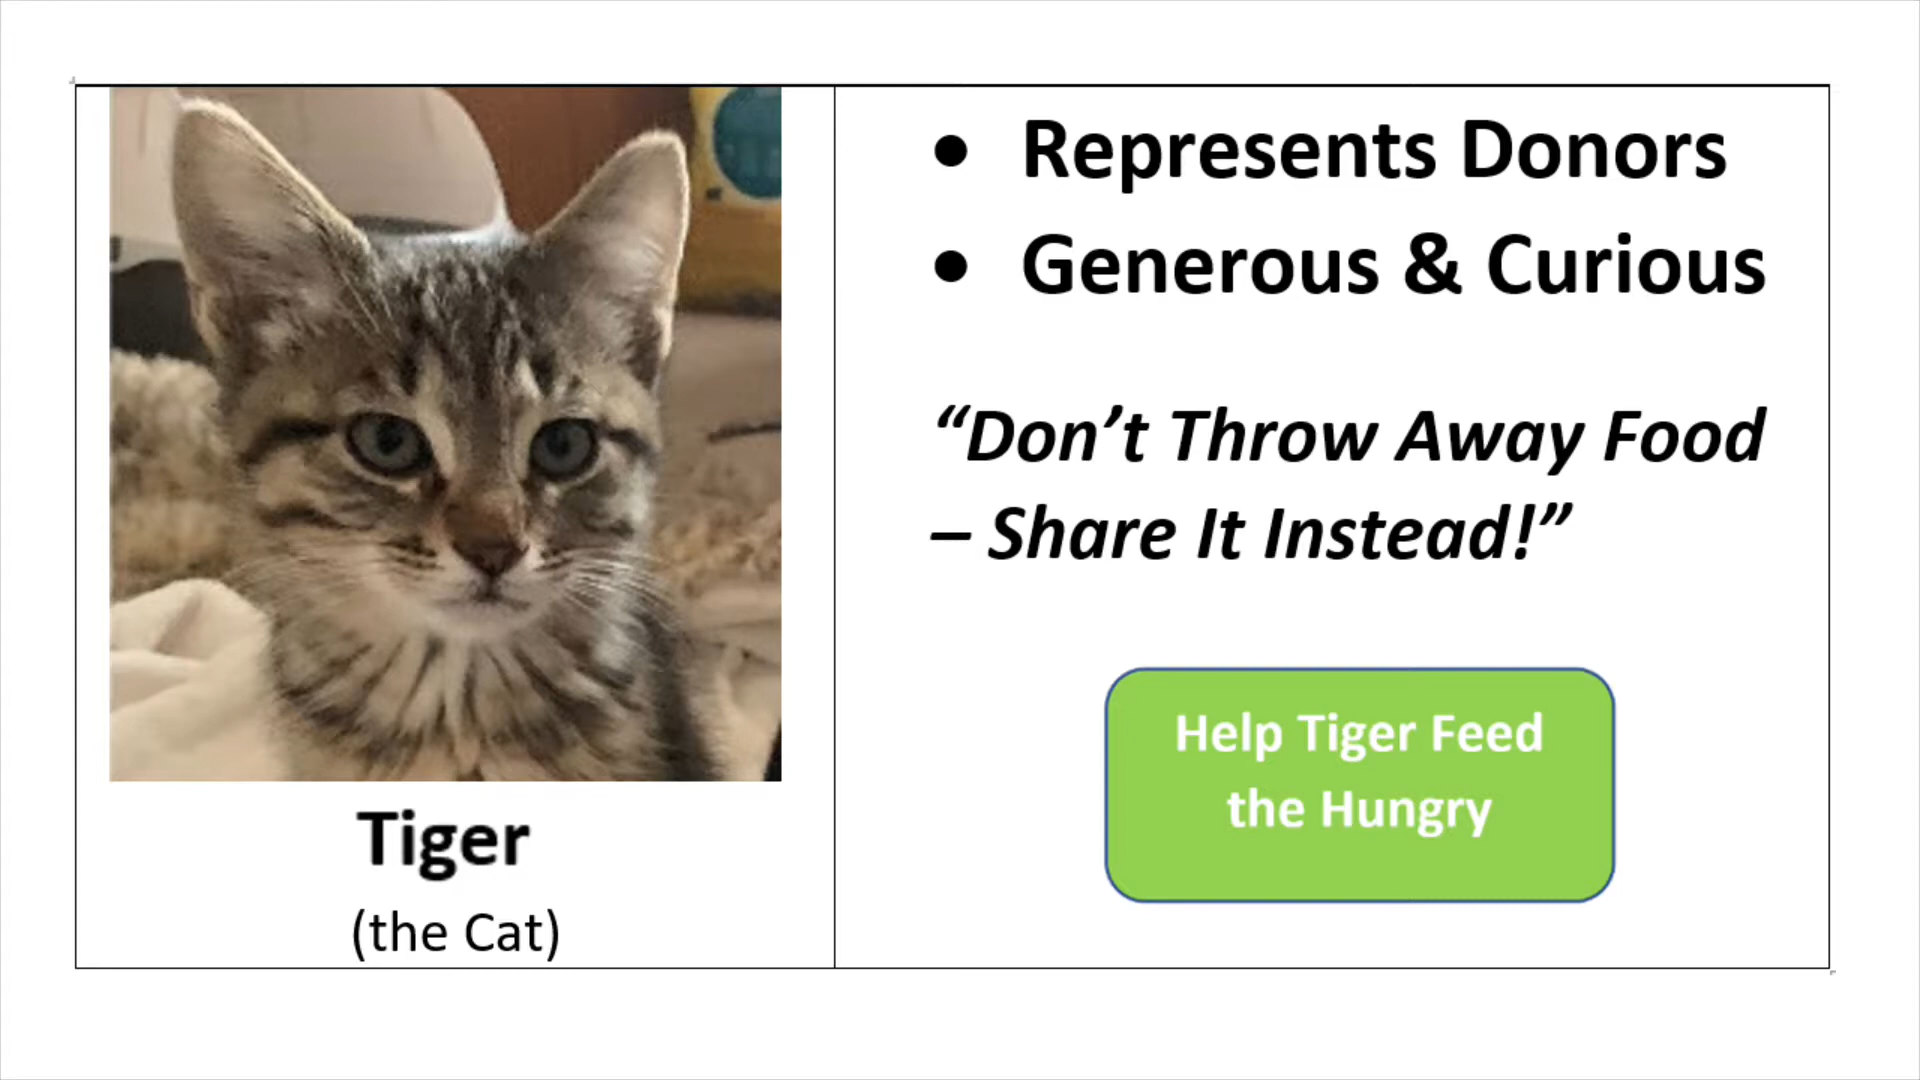 Tiger
(the Cat)
• Represents Donors
• Generous & Curious
“Don’t Throw Away Food
– Share It Instead!”
Help Tiger Feed
the Hungry